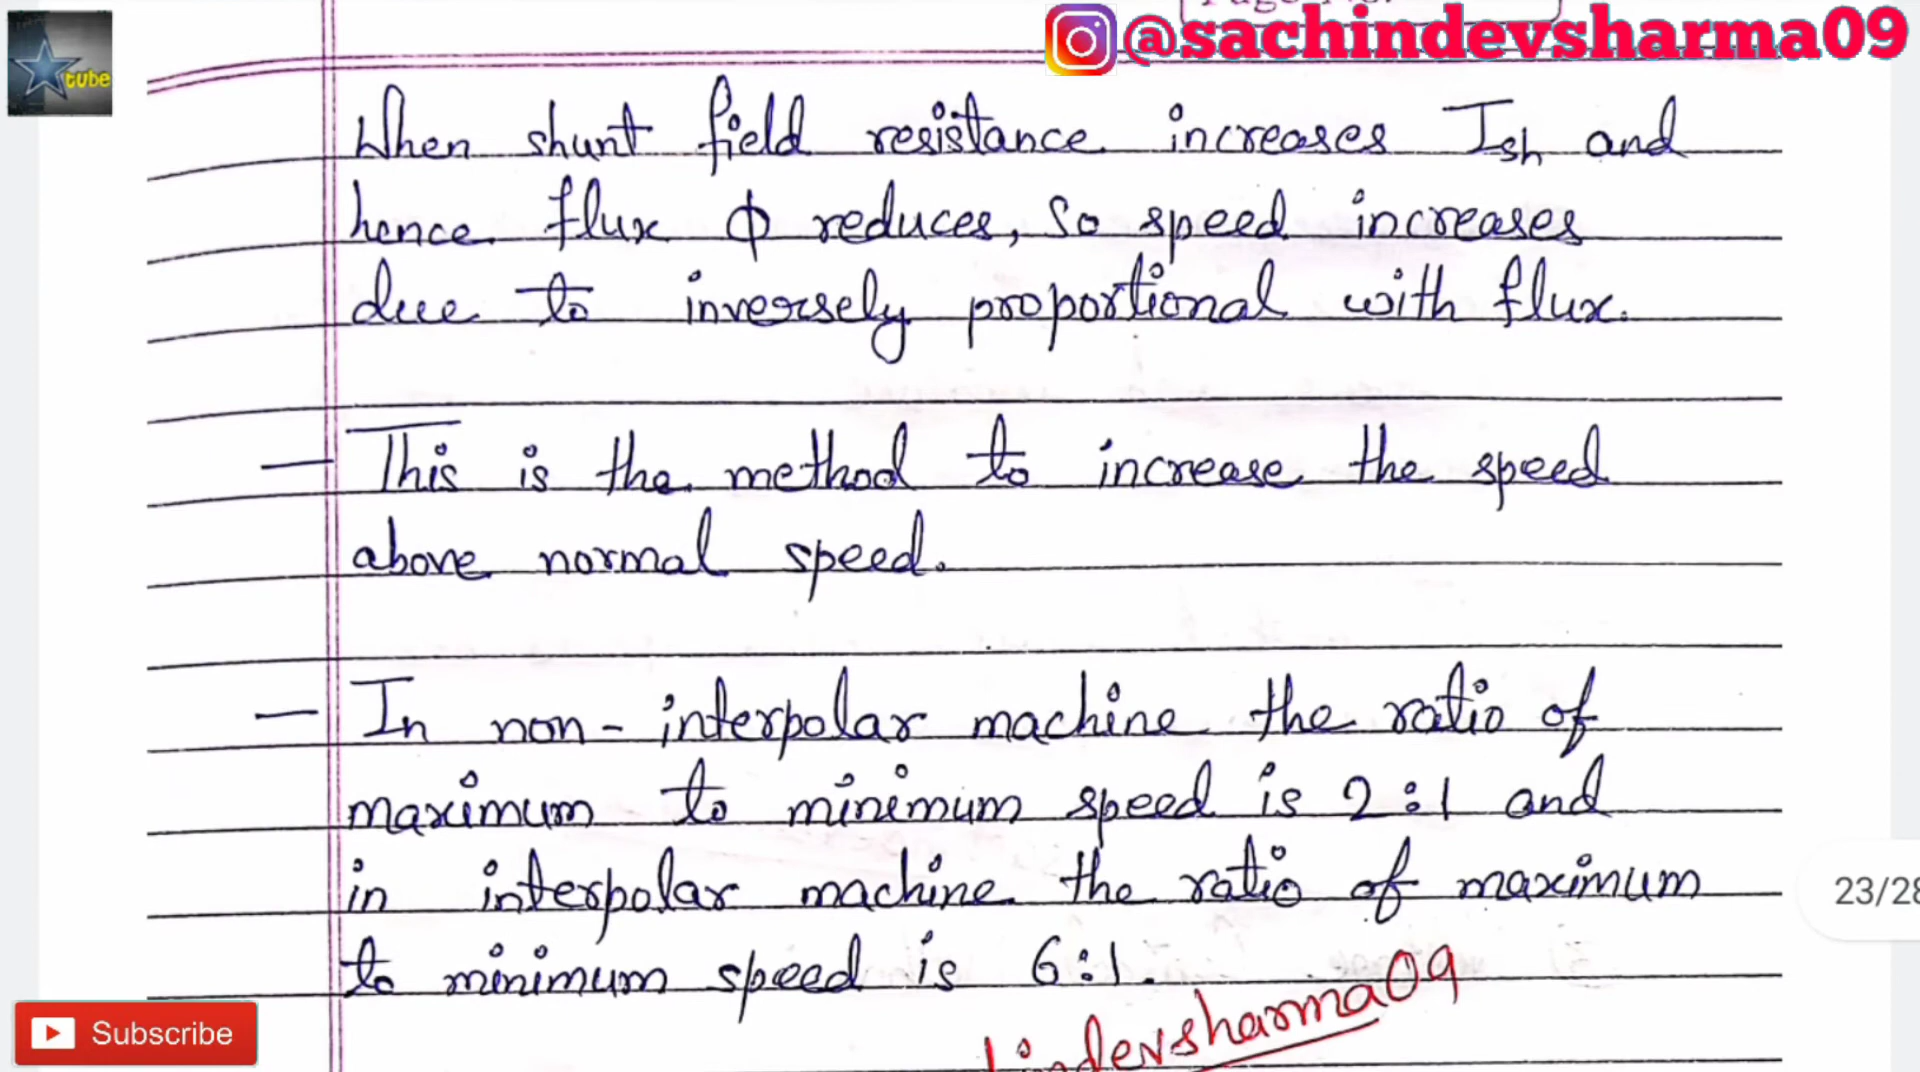 @sachindevsharma09
tube
When shunt field resistance increases Ish and
hence flux φ reduces, so speed increases
due to inversely proportional with flux.
— This is the method to increase the speed
above normal speed.
— In non-interpolar machine the ratio of
maximum to minimum speed is 2:1 and
in interpolar machine the ratio of maximum
to minimum speed is 6:1.
23/28
Subscribe